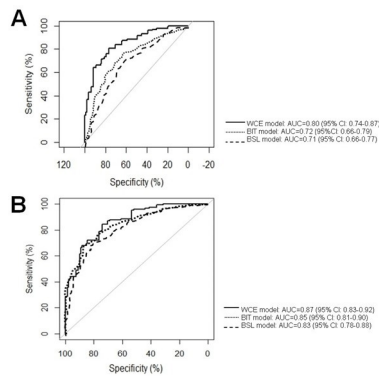 A
100
80
60
40
20
0
Sensitivity (%)
120 100 80 60 40 20 0 -20
Specificity (%)
WCE model: AUC=0.80 (95% CI: 0.74-0.87)
BIT model: AUC=0.72 (95% CI: 0.66-0.79)
BSL model: AUC=0.71 (95% CI: 0.66-0.77)
B
100
80
60
40
20
0
Sensitivity (%)
100 80 60 40 20 0
Specificity (%)
WCE model: AUC=0.87 (95% CI: 0.83-0.92)
BIT model: AUC=0.85 (95% CI: 0.81-0.90)
BSL model: AUC=0.83 (95% CI: 0.78-0.88)